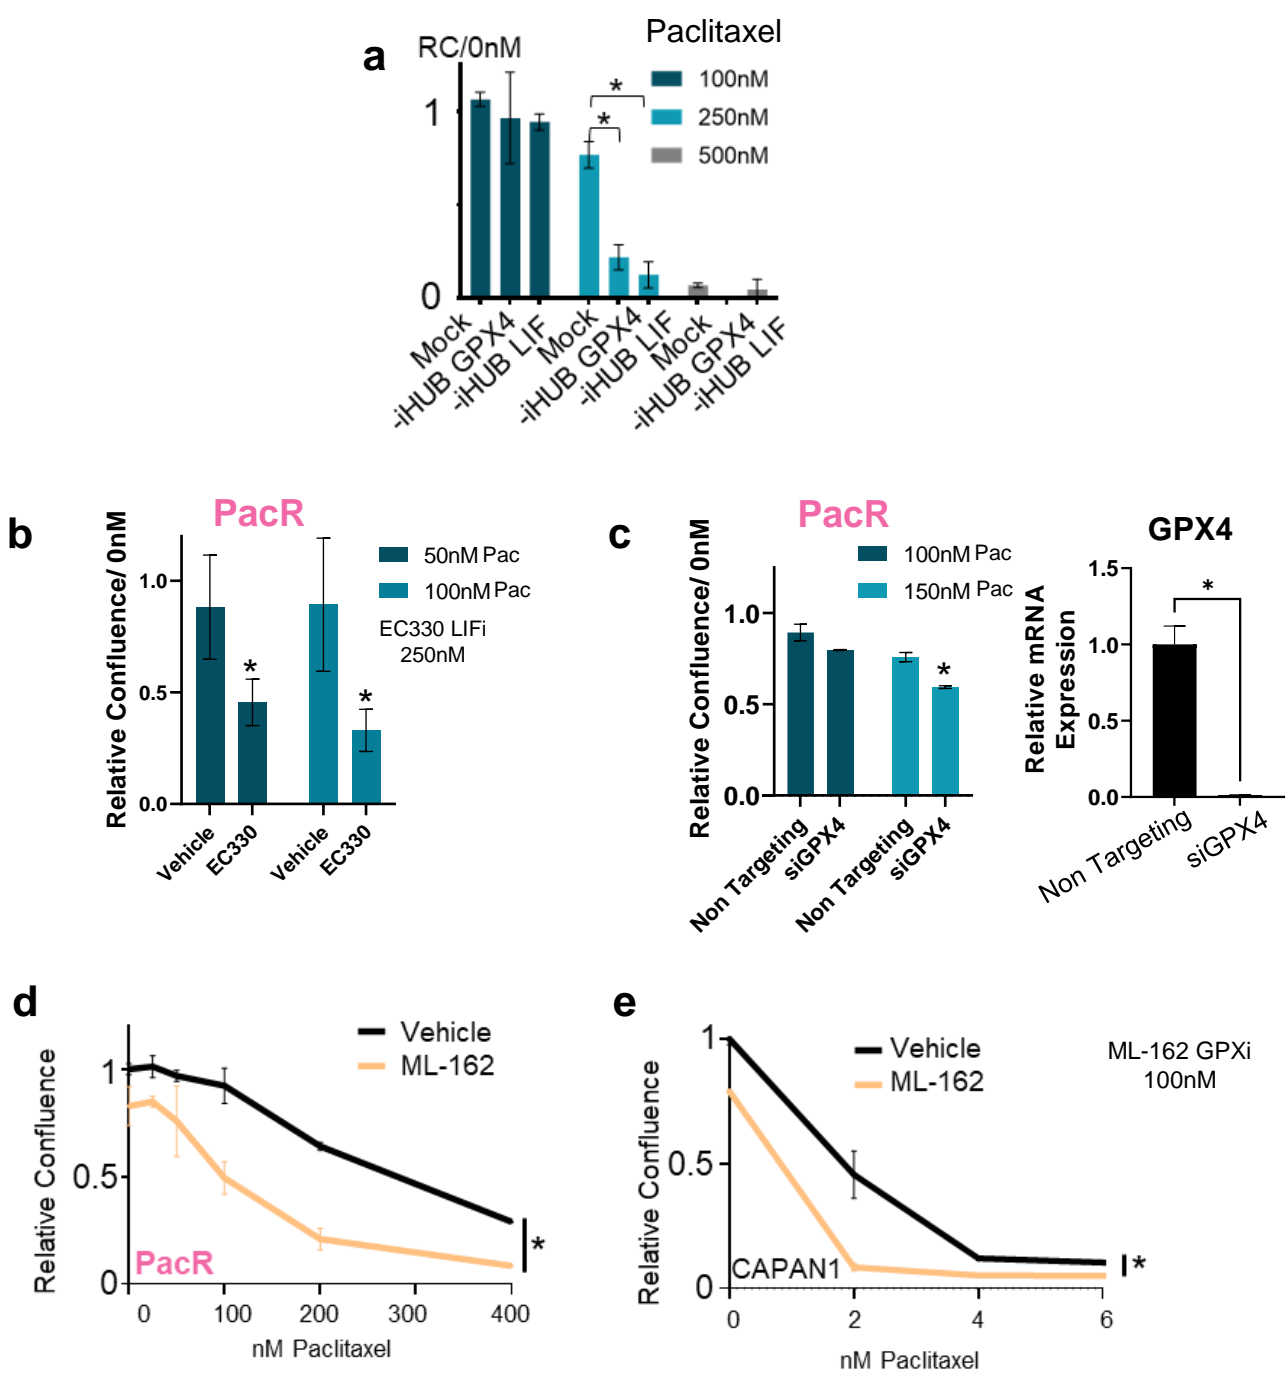 a
RC/0nM
Paclitaxel
100nM
250nM
500nM
1
0
*
*
Mock
-iHUB GPX4
-iHUB LIF
Mock
-iHUB GPX4
-iHUB LIF
Mock
-iHUB GPX4
-iHUB LIF
b
PacR
Relative Confluence/ 0nM
1.0
0.5
0.0
*
*
50nM Pac
100nM Pac
EC330 LIFi
250nM
Vehicle
EC330
Vehicle
EC330
c
PacR
Relative Confluence/ 0nM
1.0
0.5
0.0
*
100nM Pac
150nM Pac
Non Targeting
siGPX4
Non Targeting
siGPX4
GPX4
Relative mRNA
Expression
1.5
1.0
0.5
0.0
*
Non Targeting
siGPX4
d
Relative Confluence
1
0.5
0
Vehicle
ML-162
*
PacR
0 100 200 300 400
nM Paclitaxel
e
Relative Confluence
1
0.5
0
Vehicle
ML-162
ML-162 GPXi
100nM
*
CAPAN1
0 2 4 6
nM Paclitaxel